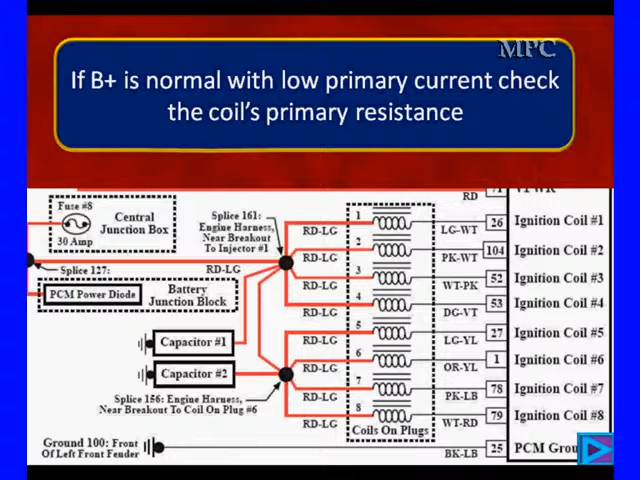 MPC
If B+ is normal with low primary current check
the coil's primary resistance
Fuse #8
30 Amp
Central
Junction Box
Splice 161:
Engine Harness,
Near Breakout
To Injector #1
RD
71
Splice 127:
RD-LG
PCM Power Diode
Battery
Junction Block
Capacitor #1
Capacitor #2
Splice 156: Engine Harness,
Near Breakout To Coil On Plug #6
Ground 100: Front
Of Left Front Fender
RD-LG 1 LG-WT 26 Ignition Coil #1
RD-LG 2 PK-WT 104 Ignition Coil #2
RD-LG 3 WT-PK 52 Ignition Coil #3
RD-LG 4 DG-VT 53 Ignition Coil #4
RD-LG 5 LG-YL 27 Ignition Coil #5
RD-LG 6 OR-YL 1 Ignition Coil #6
RD-LG 7 PK-LB 78 Ignition Coil #7
RD-LG 8 WT-RD 79 Ignition Coil #8
Coils On Plugs
BK-LB 25 PCM Grou